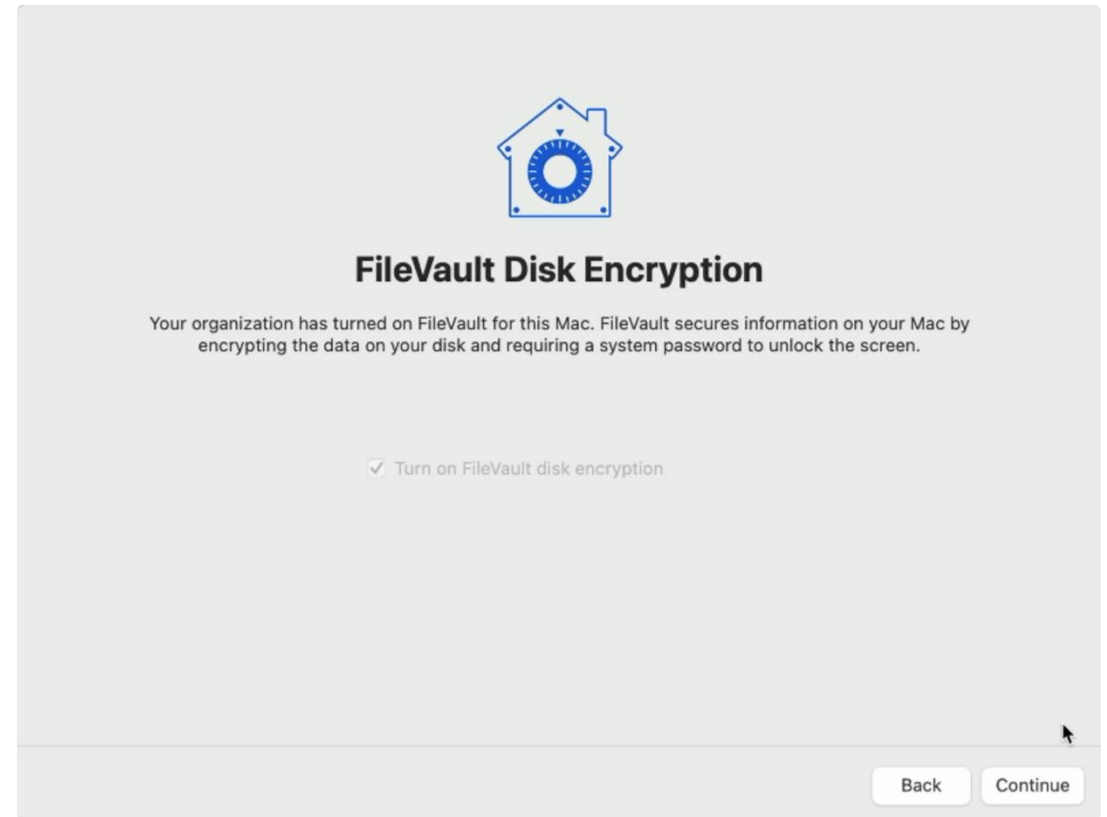 FileVault Disk Encryption
Your organization has turned on FileVault for this Mac. FileVault secures information on your Mac by
encrypting the data on your disk and requiring a system password to unlock the screen.
Turn on FileVault disk encryption
Back
Continue